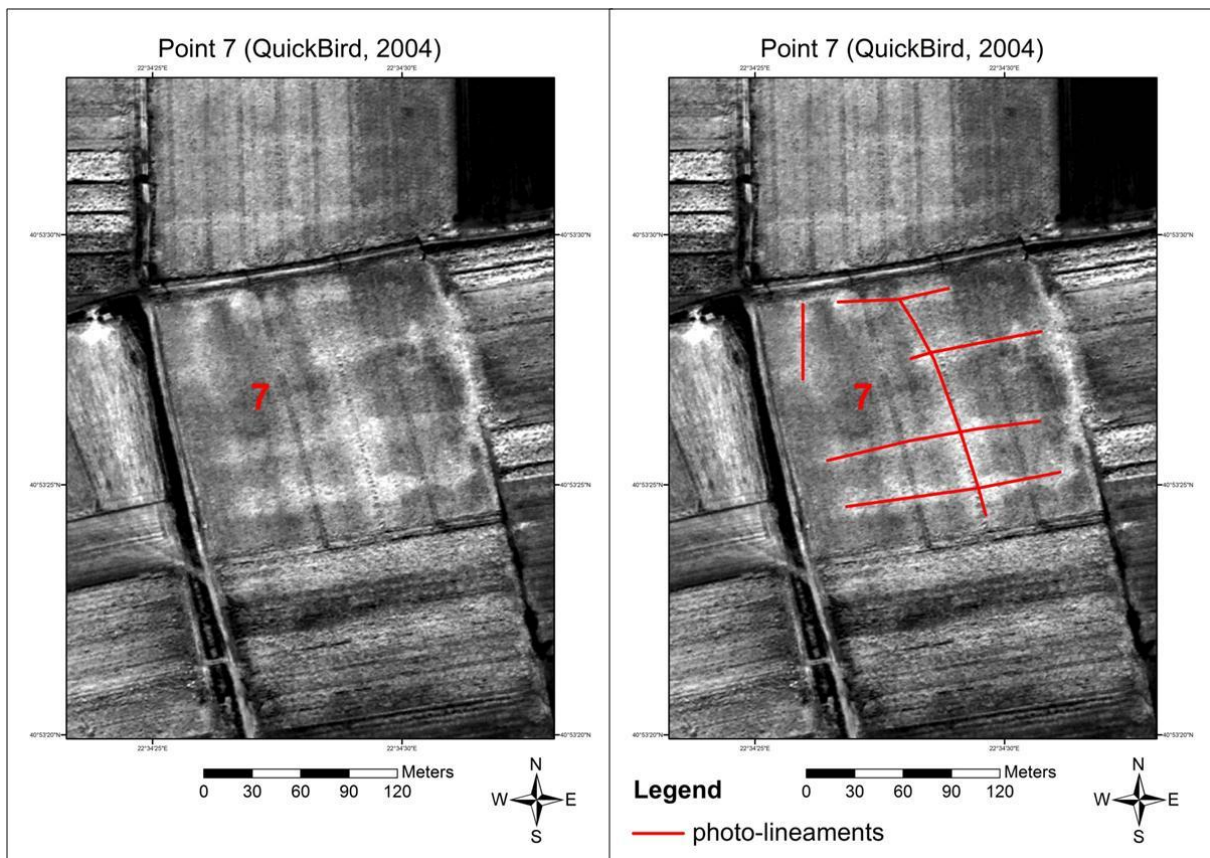 Point 7 (QuickBird, 2004)
22°34'25"E 22°34'30"E
40°53'30"N 40°53'30"N
7
40°53'25"N 40°53'25"N
40°53'20"N 40°53'20"N
22°34'25"E 22°34'30"E
Meters
0 30 60 90 120
N
W E
S
Point 7 (QuickBird, 2004)
22°34'25"E 22°34'30"E
40°53'30"N 40°53'30"N
7
40°53'25"N 40°53'25"N
40°53'20"N 40°53'20"N
22°34'25"E 22°34'30"E
Meters
0 30 60 90 120
Legend
photo-lineaments
N
W E
S